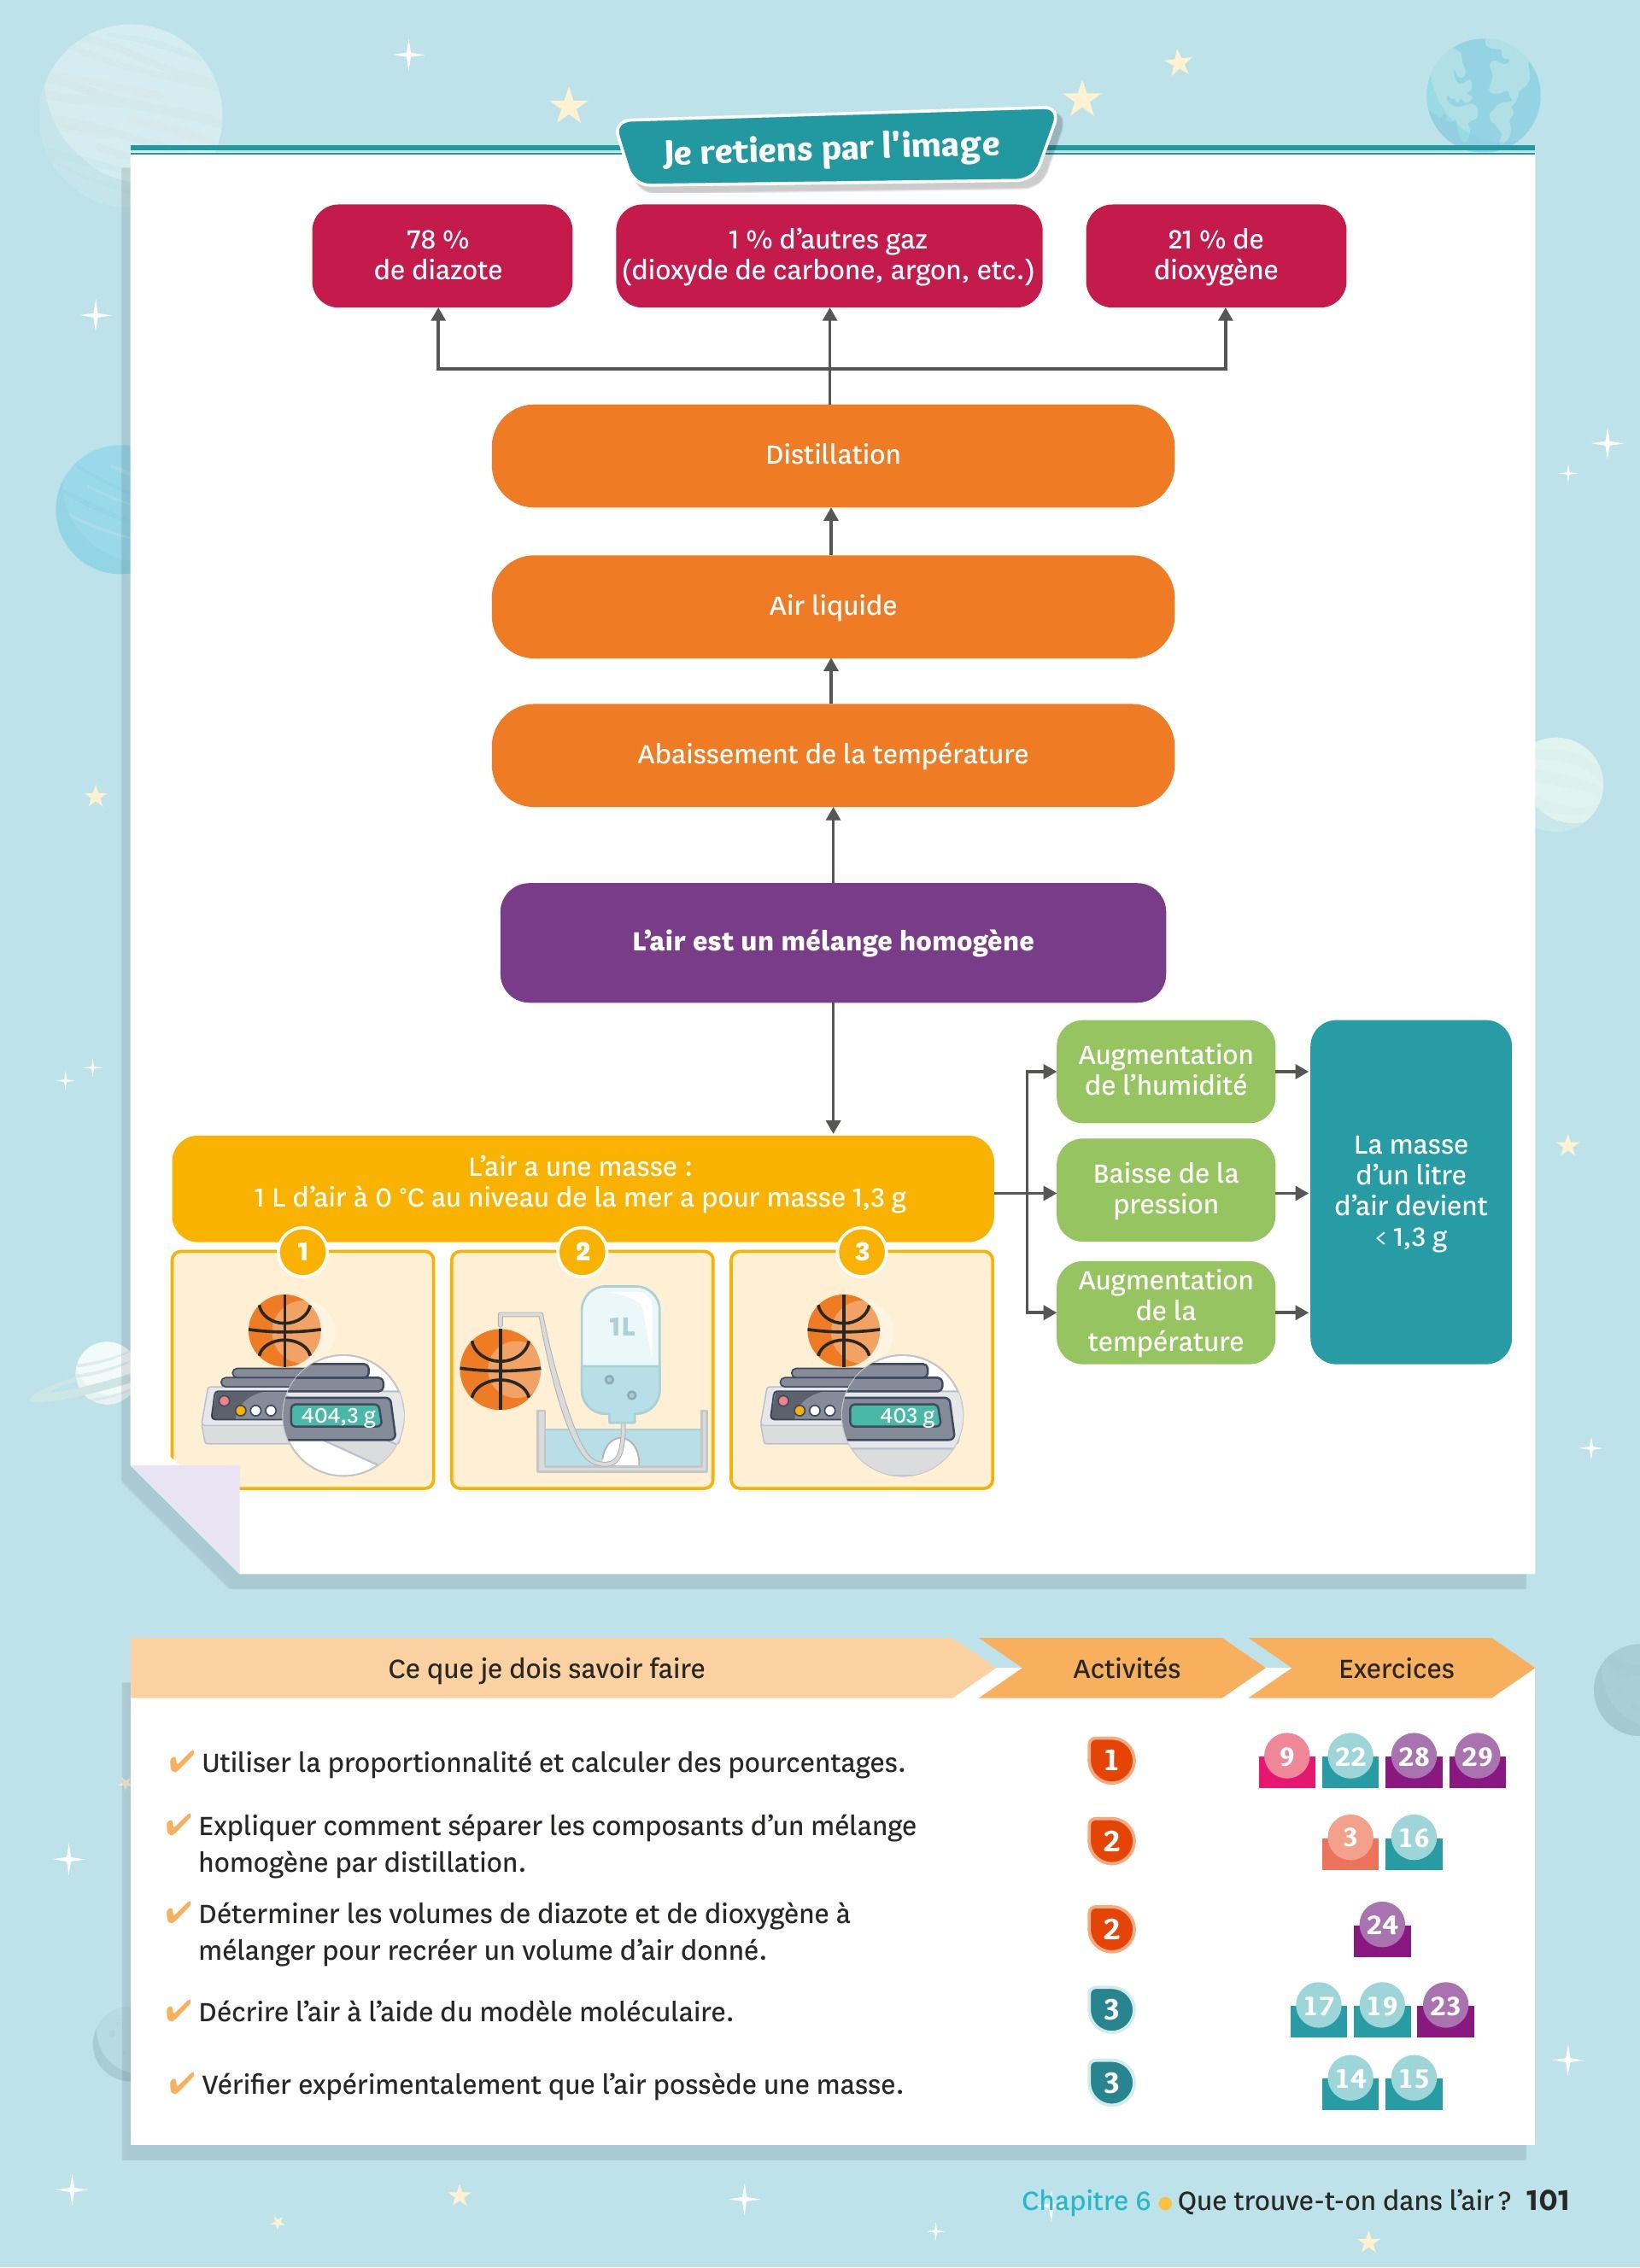 Je retiens par l'image
78 %
de diazote
1 % d'autres gaz
(dioxyde de carbone, argon, etc.)
21 % de
dioxygène
Distillation
Air liquide
Abaissement de la température
L'air est un mélange homogène
L'air a une masse :
1 L d'air à 0 °C au niveau de la mer a pour masse 1,3 g
1
2
3
404,3 g
1L
403 g
Augmentation
de l'humidité
Baisse de la
pression
Augmentation
de la
température
La masse
d'un litre
d'air devient
< 1,3 g
Ce que je dois savoir faire
Activités
Exercices
✔ Utiliser la proportionnalité et calculer des pourcentages.
1
9 22 28 29
✔ Expliquer comment séparer les composants d'un mélange
homogène par distillation.
2
3 16
✔ Déterminer les volumes de diazote et de dioxygène à
mélanger pour recréer un volume d'air donné.
2
24
✔ Décrire l'air à l'aide du modèle moléculaire.
3
17 19 23
✔ Vérifier expérimentalement que l'air possède une masse.
3
14 15
Chapitre 6 • Que trouve-t-on dans l'air ? 101